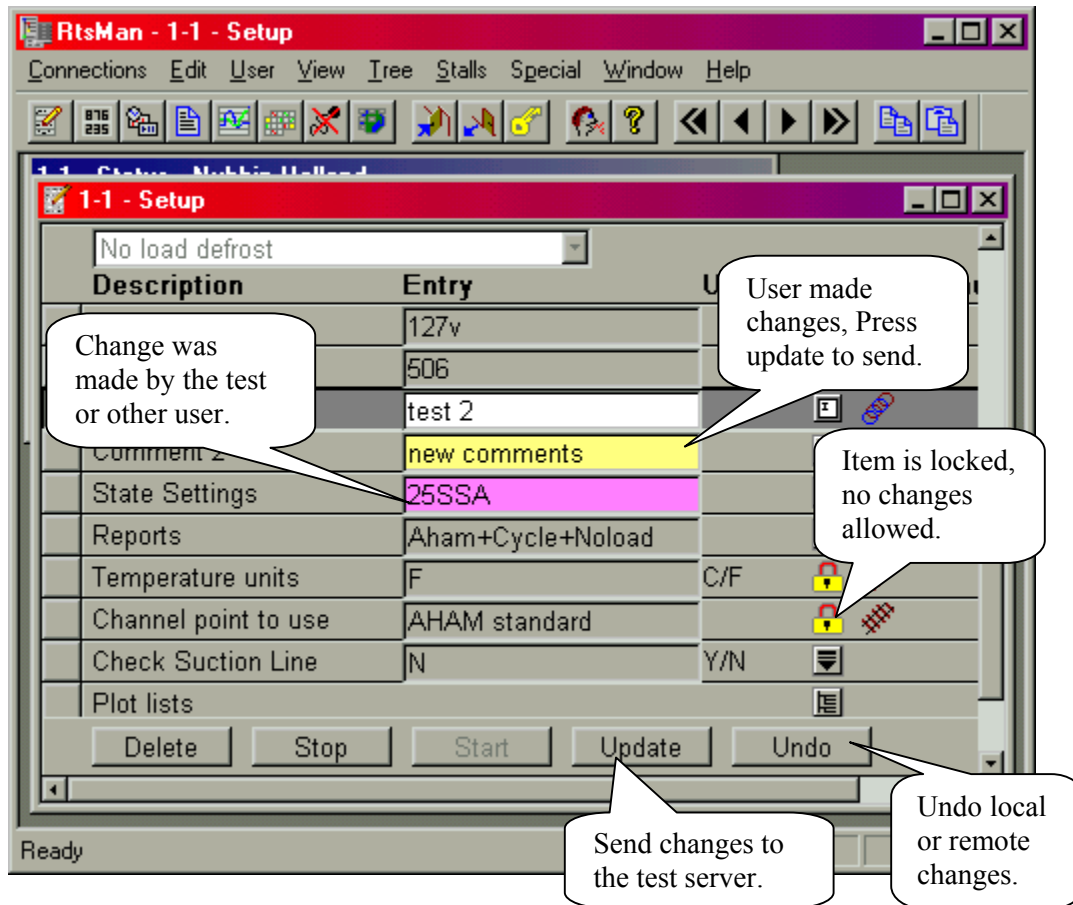 RtsMan - 1-1 - Setup
Connections Edit User View Tree Stalls Special Window Help
1-1 - Setup
No load defrost
Description Entry
127v
506
test 2
Comment 2 new comments
State Settings 25SSA
Reports Aham+Cycle+Noload
Temperature units F C/F
Channel point to use AHAM standard
Check Suction Line N Y/N
Plot lists
Delete Stop Start Update Undo
Ready
Change was
made by the test
or other user.
User made
changes, Press
update to send.
Item is locked,
no changes
allowed.
Send changes to
the test server.
Undo local
or remote
changes.